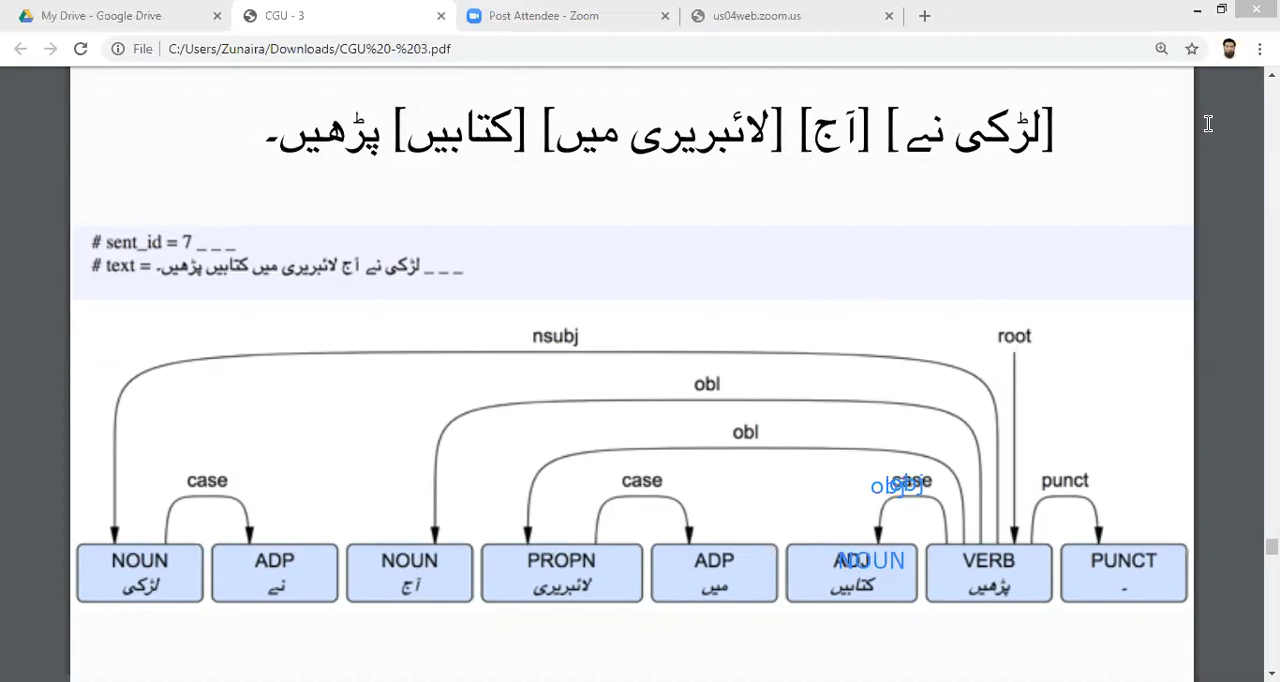 My Drive - Google Drive
CGU - 3
Post Attendee - Zoom
us04web.zoom.us
File
C:/Users/Zunaira/Downloads/CGU%20-%203.pdf
[لڑکی نے] [آج] [لائبریری میں] [کتابیں] پڑھیں۔
# sent_id = 7 _ _ _
# text = لڑکی نے آج لائبریری میں کتابیں پڑھیں۔ _ _ _
nsubj
root
obl
obl
case
case
case
obj
punct
NOUN
ADP
NOUN
PROPN
ADP
NOUN
VERB
PUNCT
لڑکی
نے
آج
لائبریری
میں
کتابیں
پڑھیں
۔